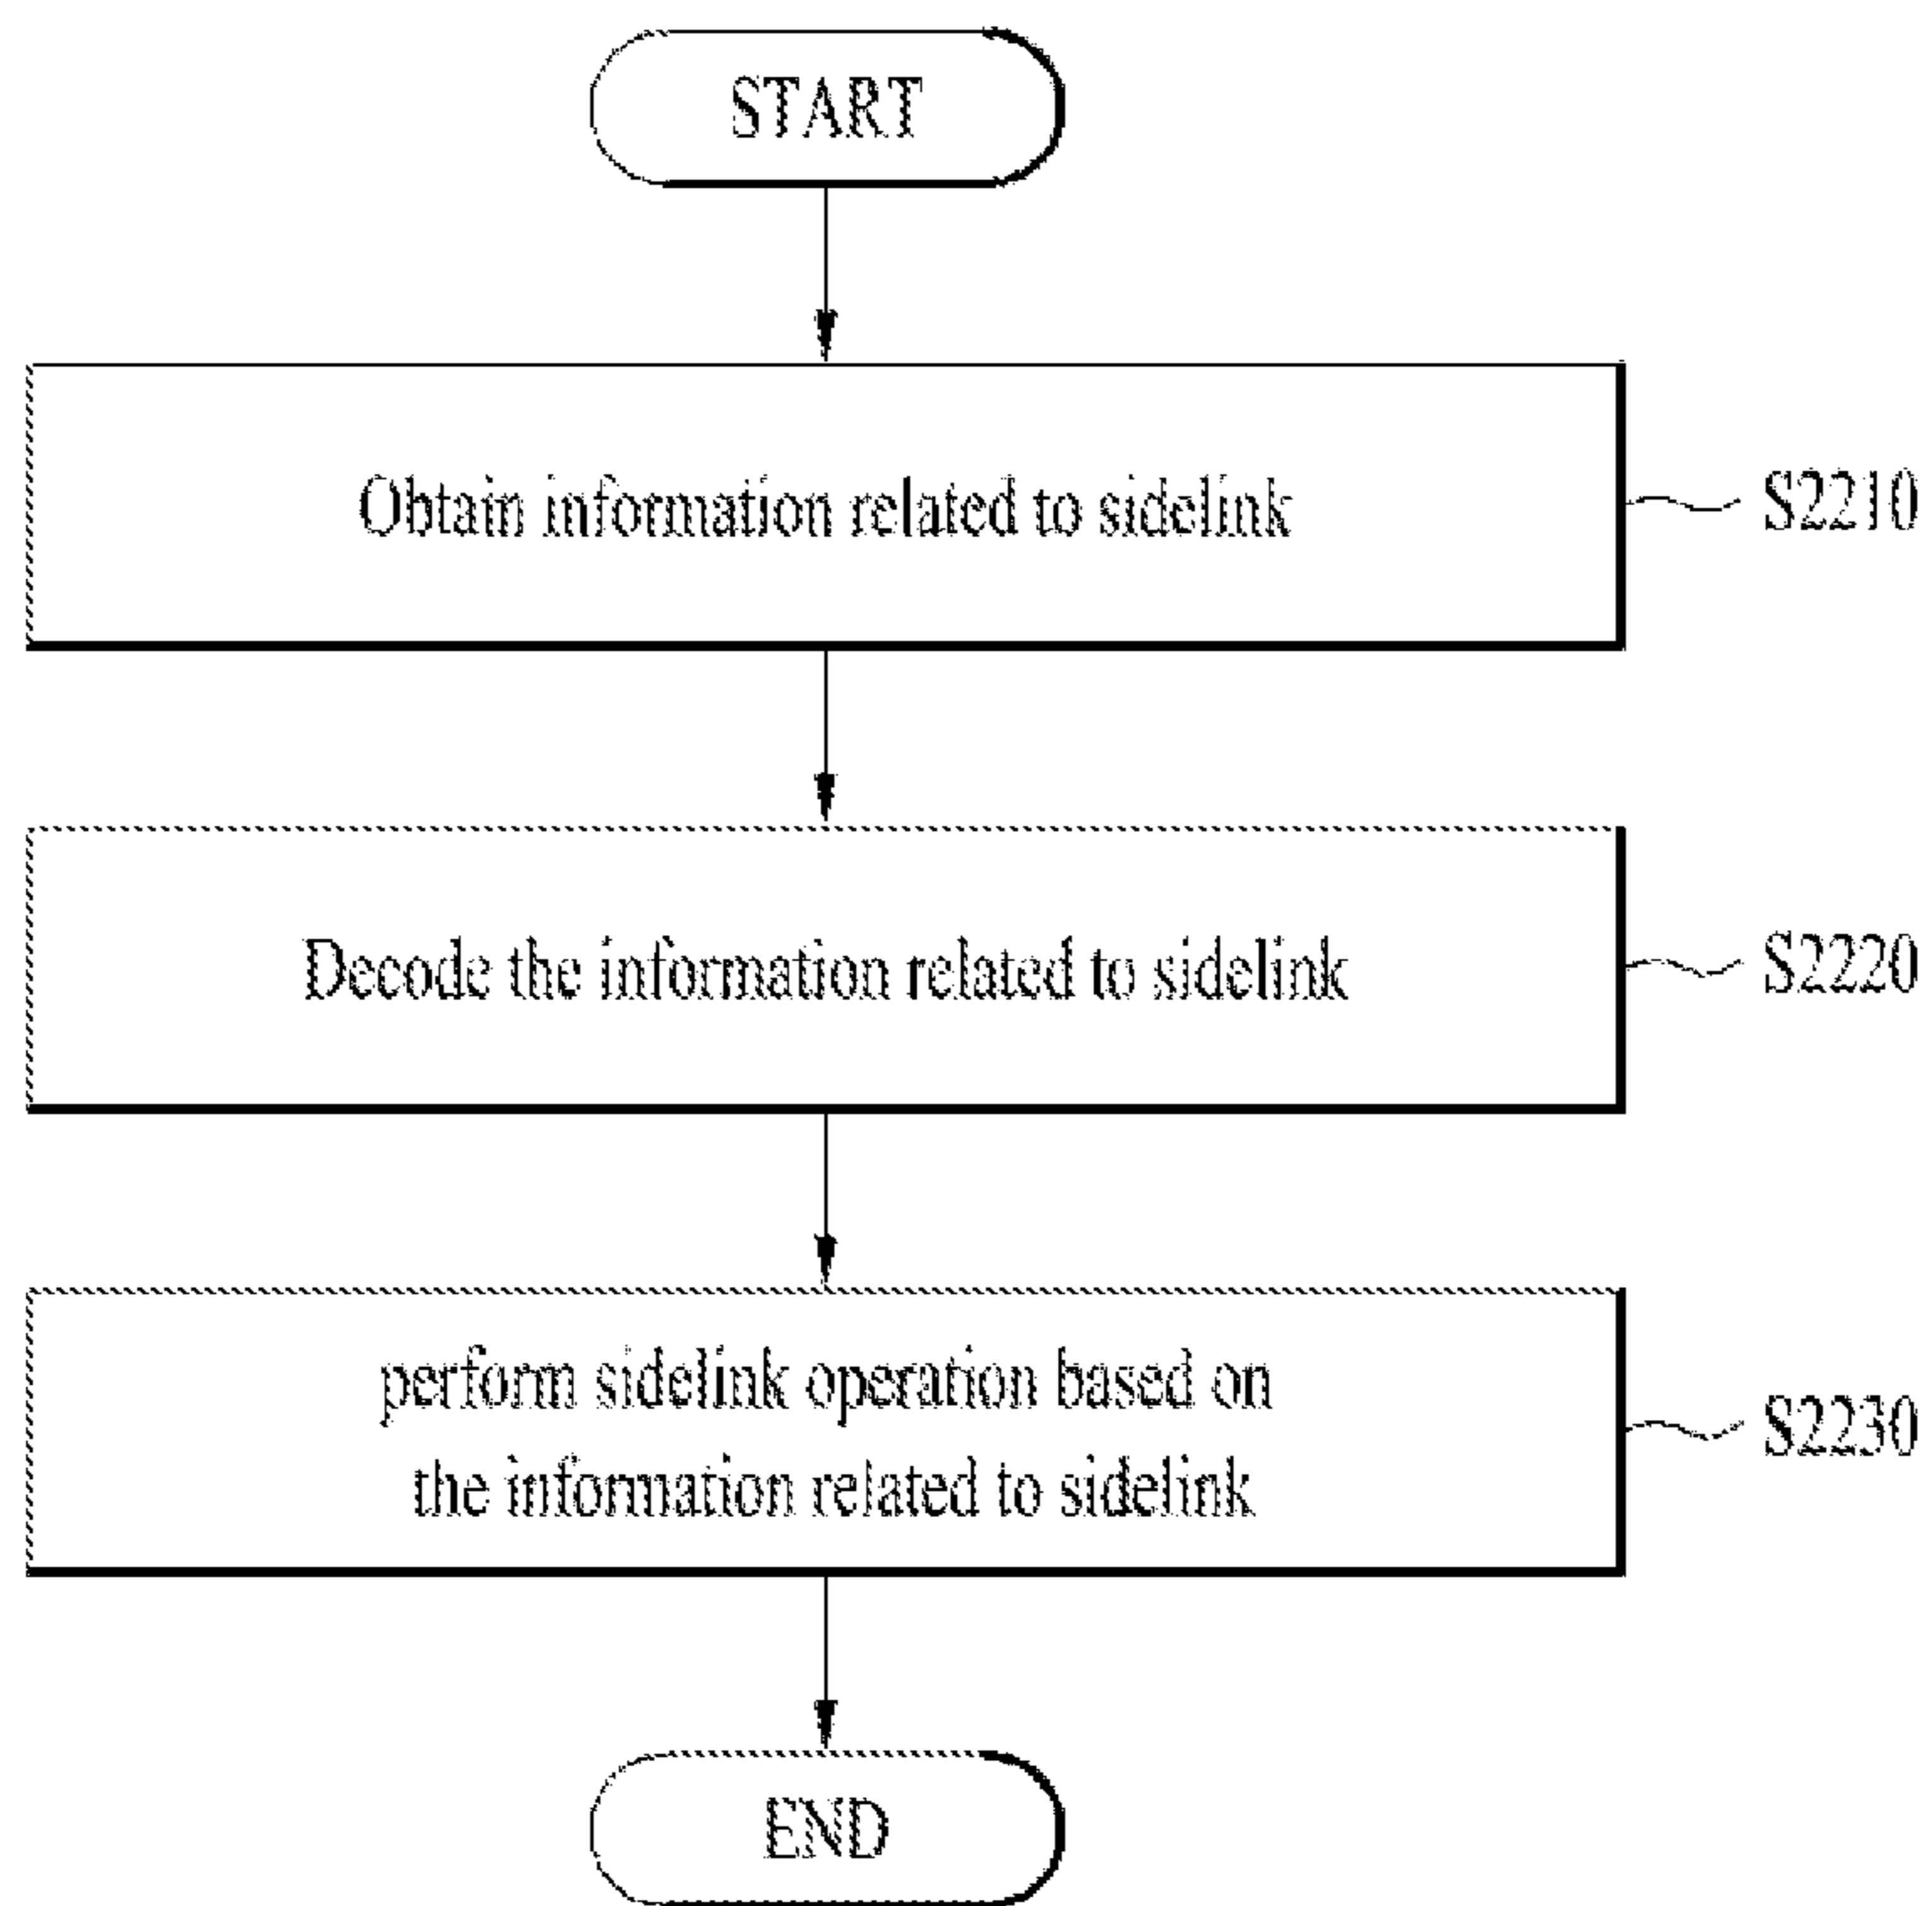 START
Obtain information related to sidelink
S2210
Decode the information related to sidelink
S2220
perform sidelink operation based on
the information related to sidelink
S2230
END